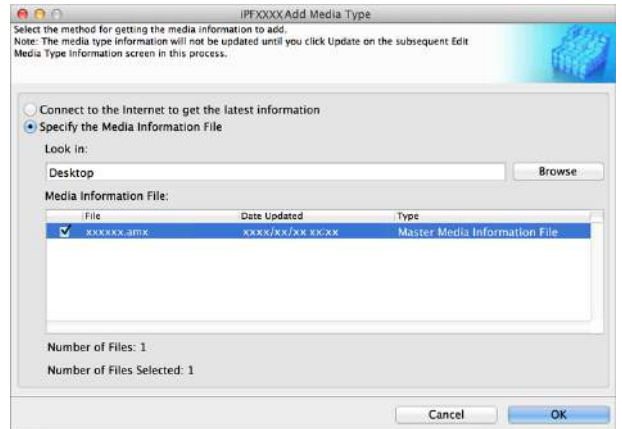 iPFXXXX Add Media Type
Select the method for getting the media information to add.
Note: The media type information will not be updated until you click Update on the subsequent Edit
Media Type Information screen in this process.
Connect to the Internet to get the latest information
Specify the Media Information File
Look in:
Desktop Browse
Media Information File:
File Date Updated Type
xxxxxx.amx xxxx/xx/xx xx:xx Master Media Information File
Number of Files: 1
Number of Files Selected: 1
Cancel OK